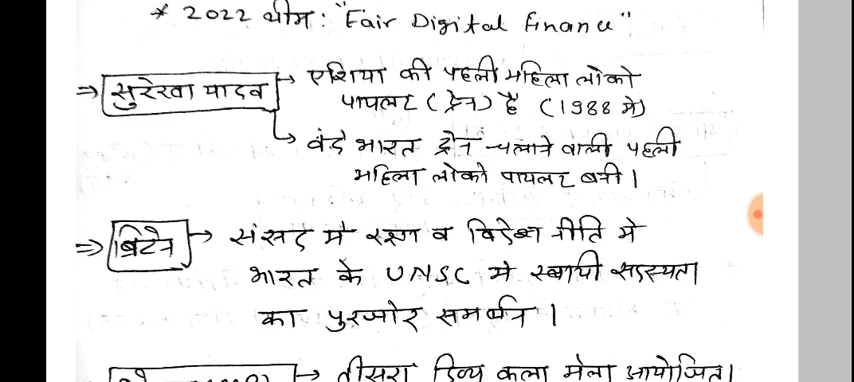 * 2022 थीम: "Fair Digital finance"
⇒ सुरेखा यादव → एशिया की पहली महिला लोको
पायलट (ट्रेन) है (1988 में)
→ वंदे भारत ट्रेन चलाने वाली पहली
महिला लोको पायलट बनी।
⇒ ब्रिटेन → संसद में रक्षा व विदेश नीति में
भारत के UNSC में स्थायी सदस्यता
का पुरजोर समर्थन।
→ तीसरा दिव्य कला मेला आयोजित।